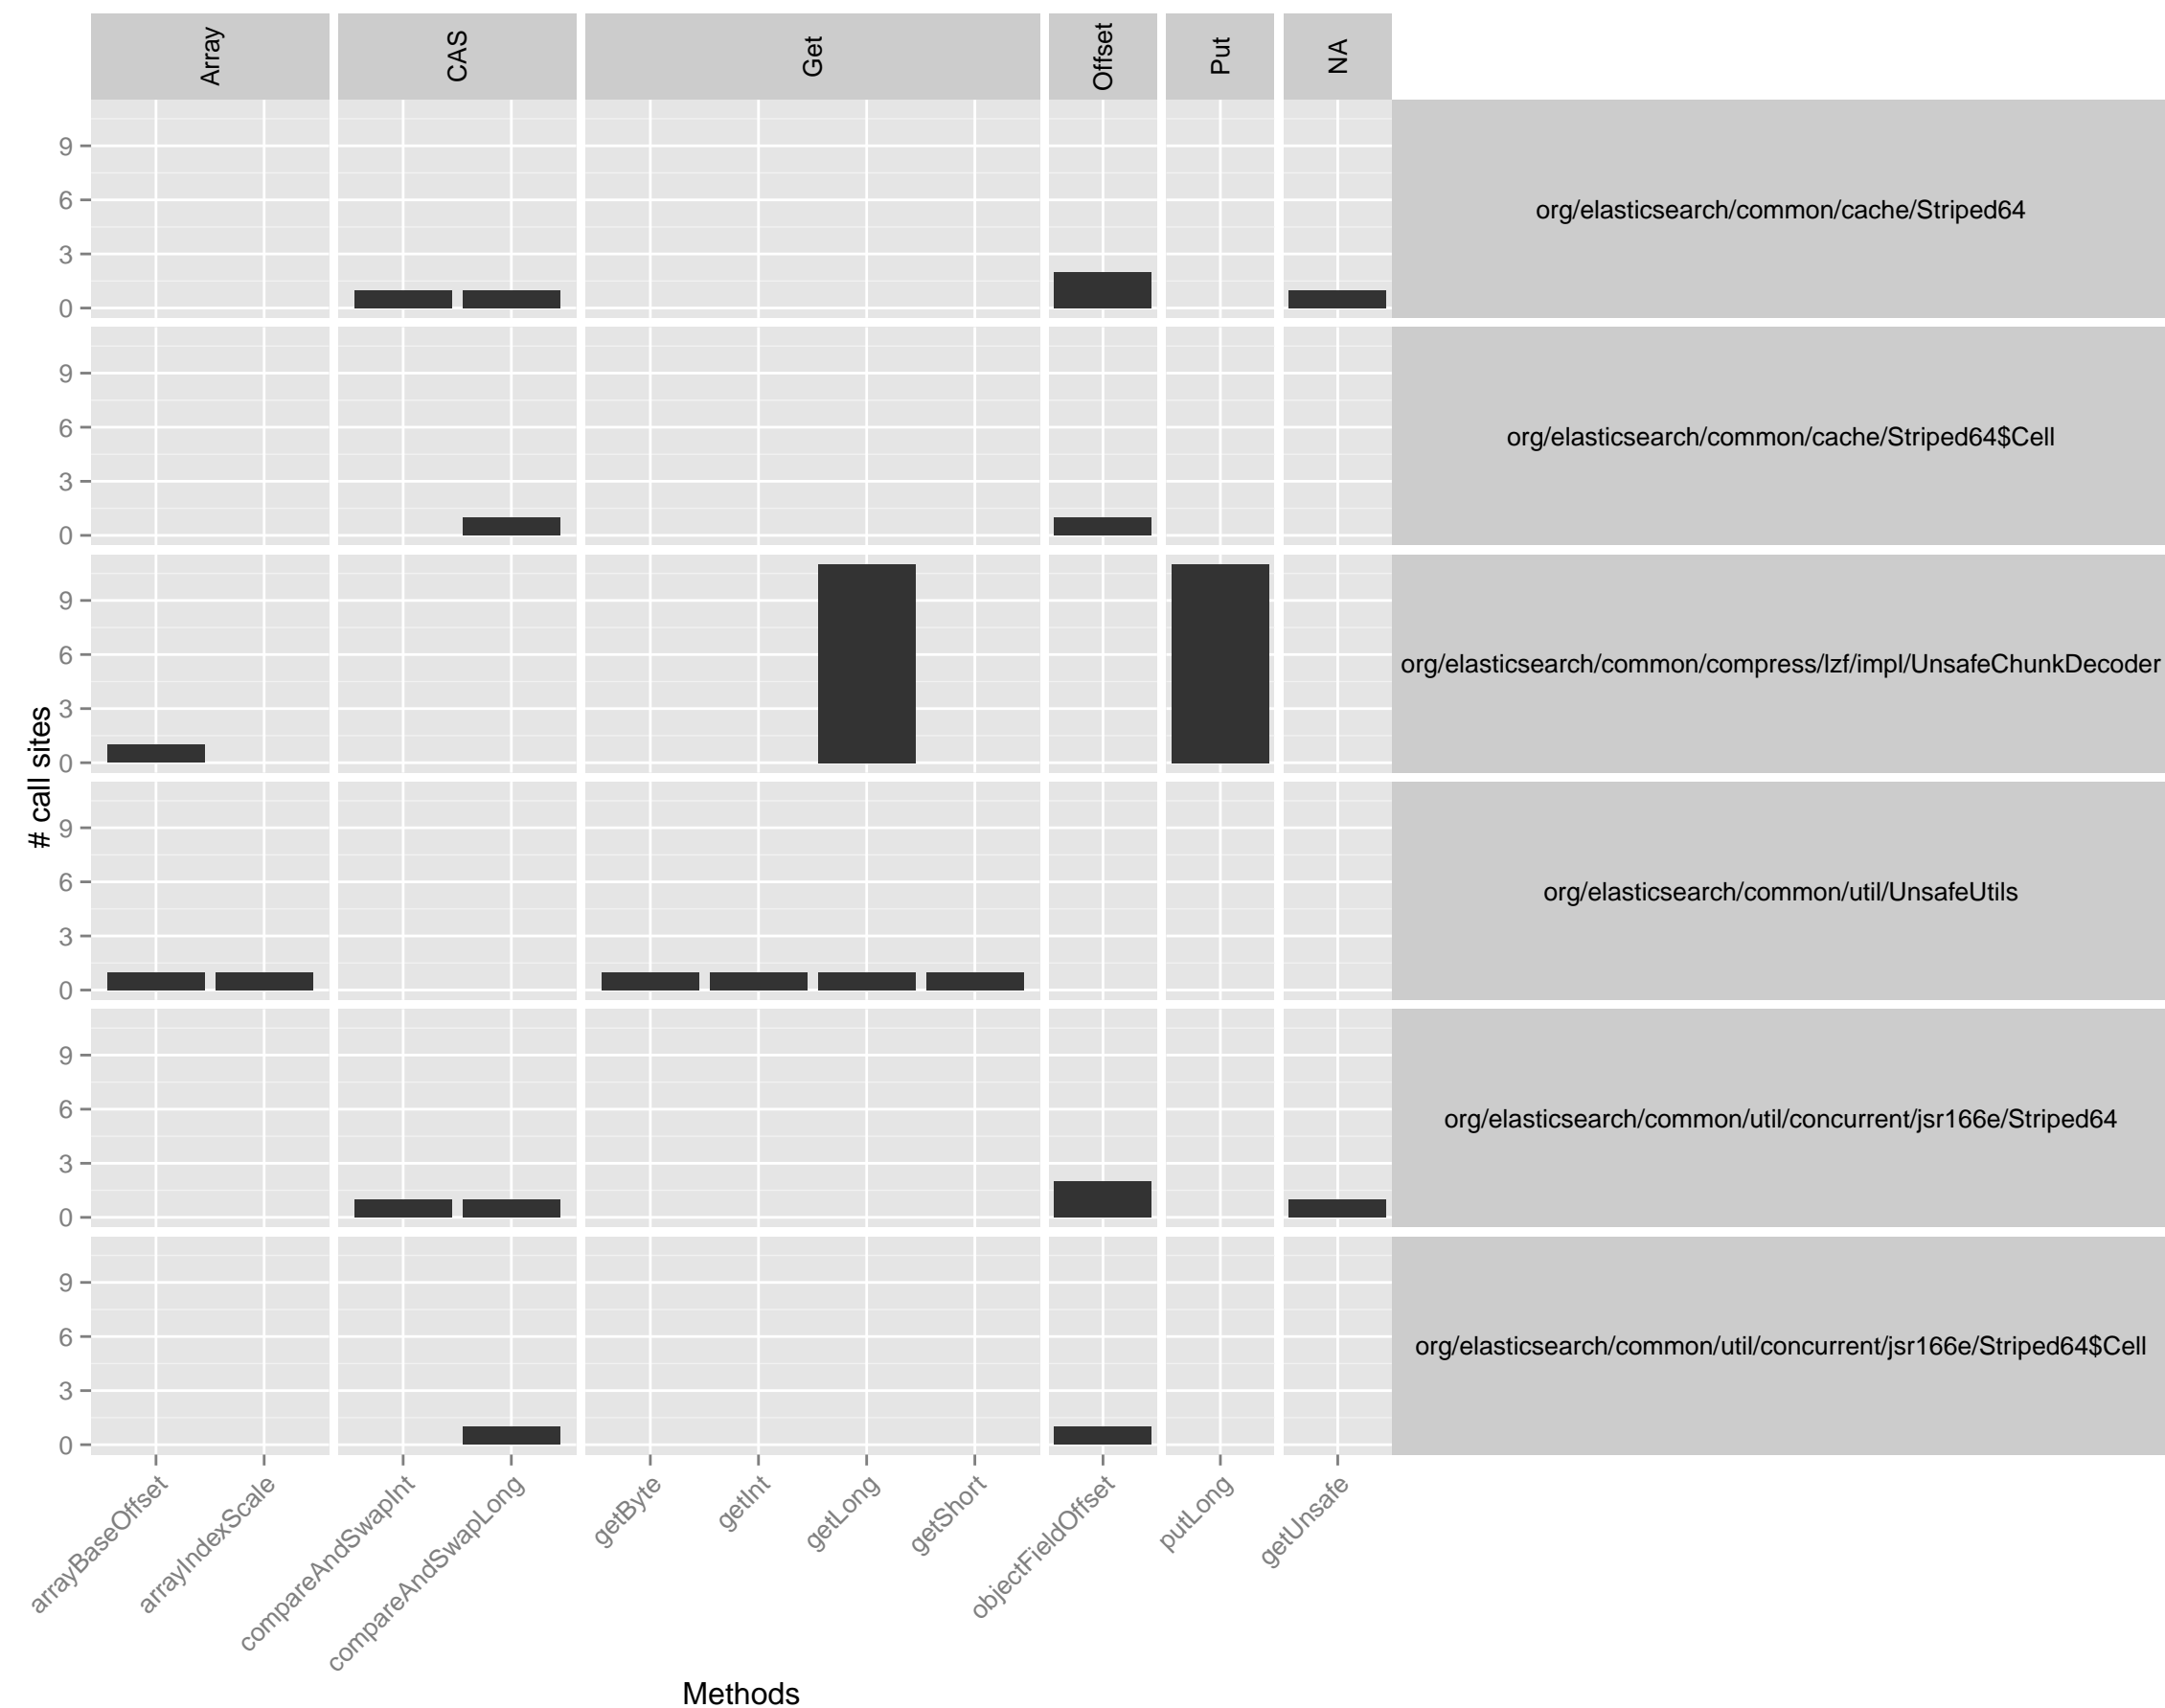 Array
CAS
Get
Offset
Put
NA
9
6
3
0
org/elasticsearch/common/cache/Striped64
9
6
3
0
org/elasticsearch/common/cache/Striped64$Cell
9
6
3
0
org/elasticsearch/common/compress/lzf/impl/UnsafeChunkDecoder
9
6
3
0
org/elasticsearch/common/util/UnsafeUtils
9
6
3
0
org/elasticsearch/common/util/concurrent/jsr166e/Striped64
9
6
3
0
org/elasticsearch/common/util/concurrent/jsr166e/Striped64$Cell
# call sites
arrayBaseOffset
arrayIndexScale
compareAndSwapInt
compareAndSwapLong
getByte
getInt
getLong
getShort
objectFieldOffset
putLong
getUnsafe
Methods